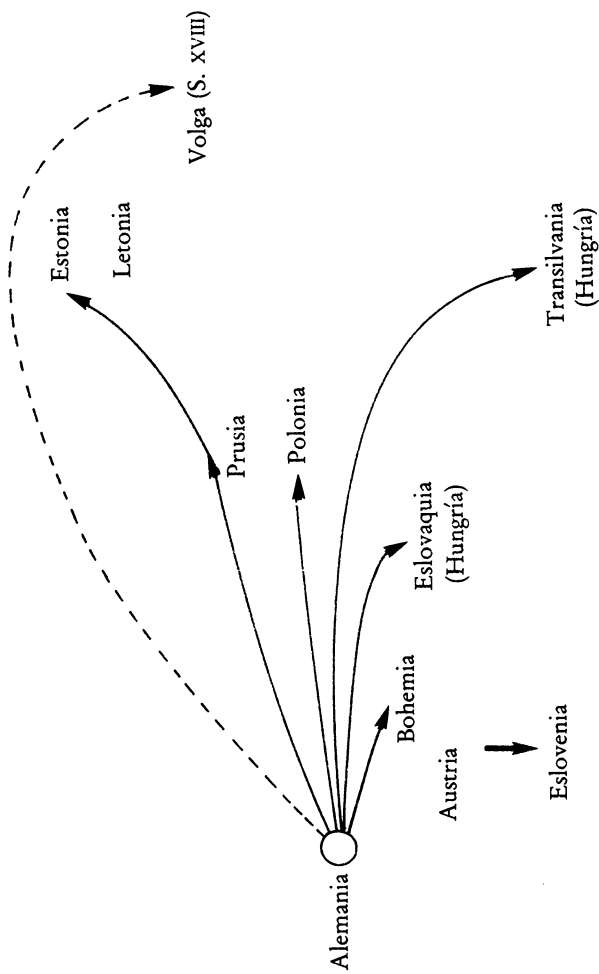 Volga (S. XVIII)
Estonia
Letonia
Prusia
Polonia
Transilvania
(Hungría)
Eslovaquia
(Hungría)
Bohemia
Austria
Eslovenia
Alemania